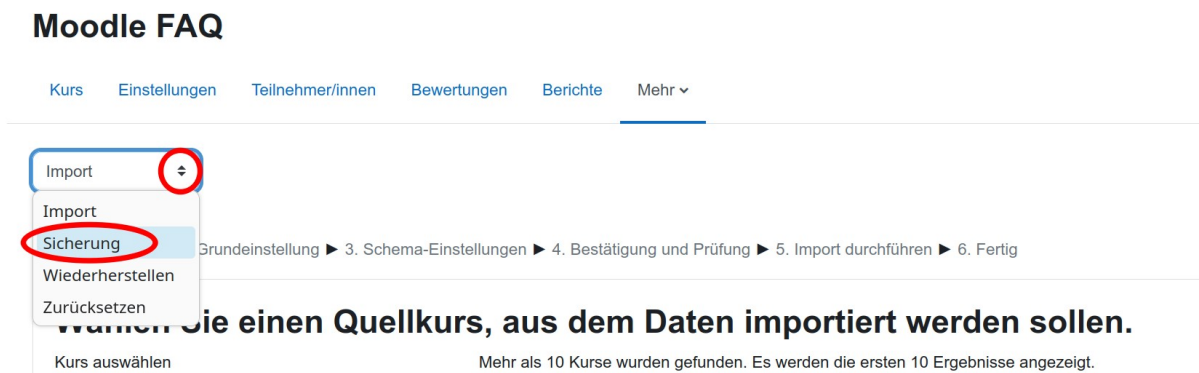 Moodle FAQ
Kurs Einstellungen Teilnehmer/innen Bewertungen Berichte Mehr
Import
Import
Sicherung
Grundeinstellung ► 3. Schema-Einstellungen ► 4. Bestätigung und Prüfung ► 5. Import durchführen ► 6. Fertig
Wiederherstellen
Zurücksetzen
Wählen Sie einen Quellkurs, aus dem Daten importiert werden sollen.
Kurs auswählen Mehr als 10 Kurse wurden gefunden. Es werden die ersten 10 Ergebnisse angezeigt.